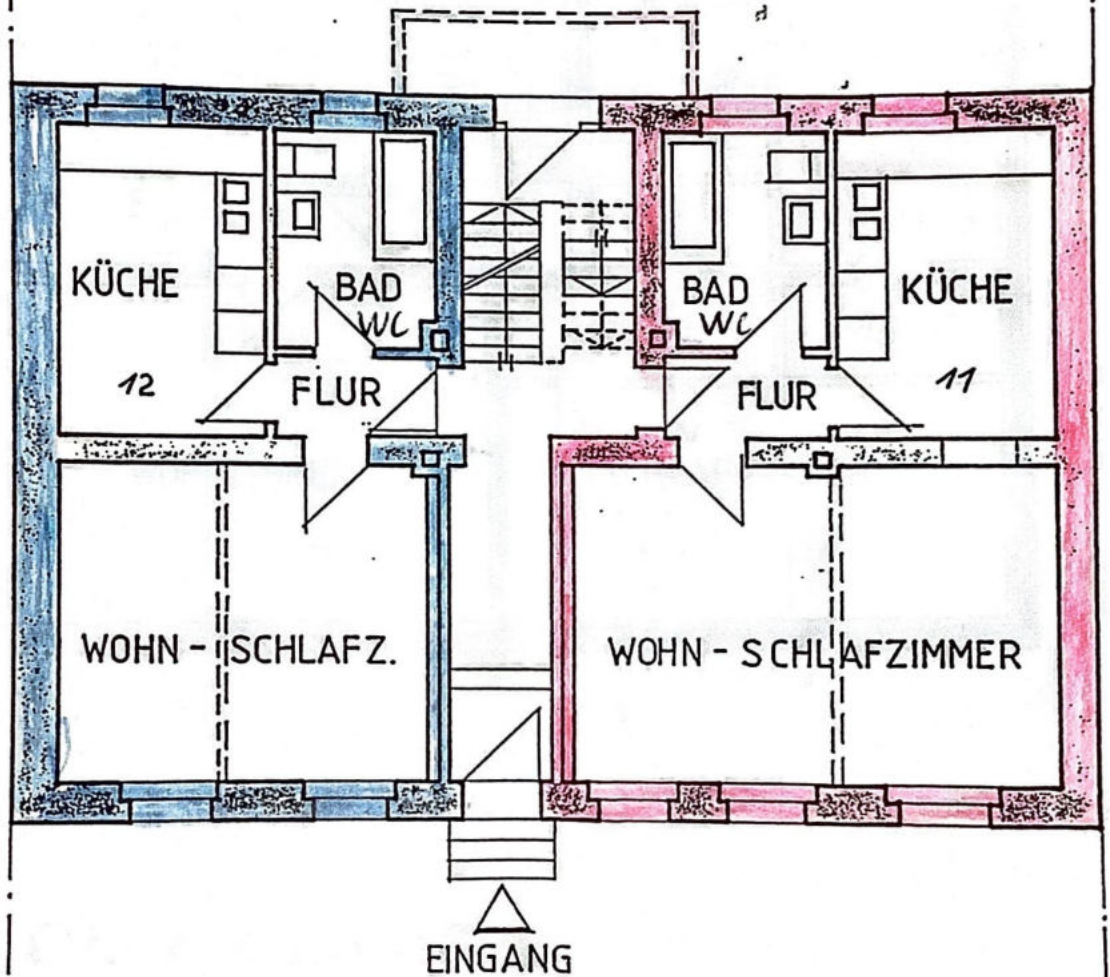 KÜCHE
BAD
WC
12
FLUR
BAD
WC
KÜCHE
FLUR
11
WOHN - SCHLAFZ.
WOHN - SCHLAFZIMMER
EINGANG